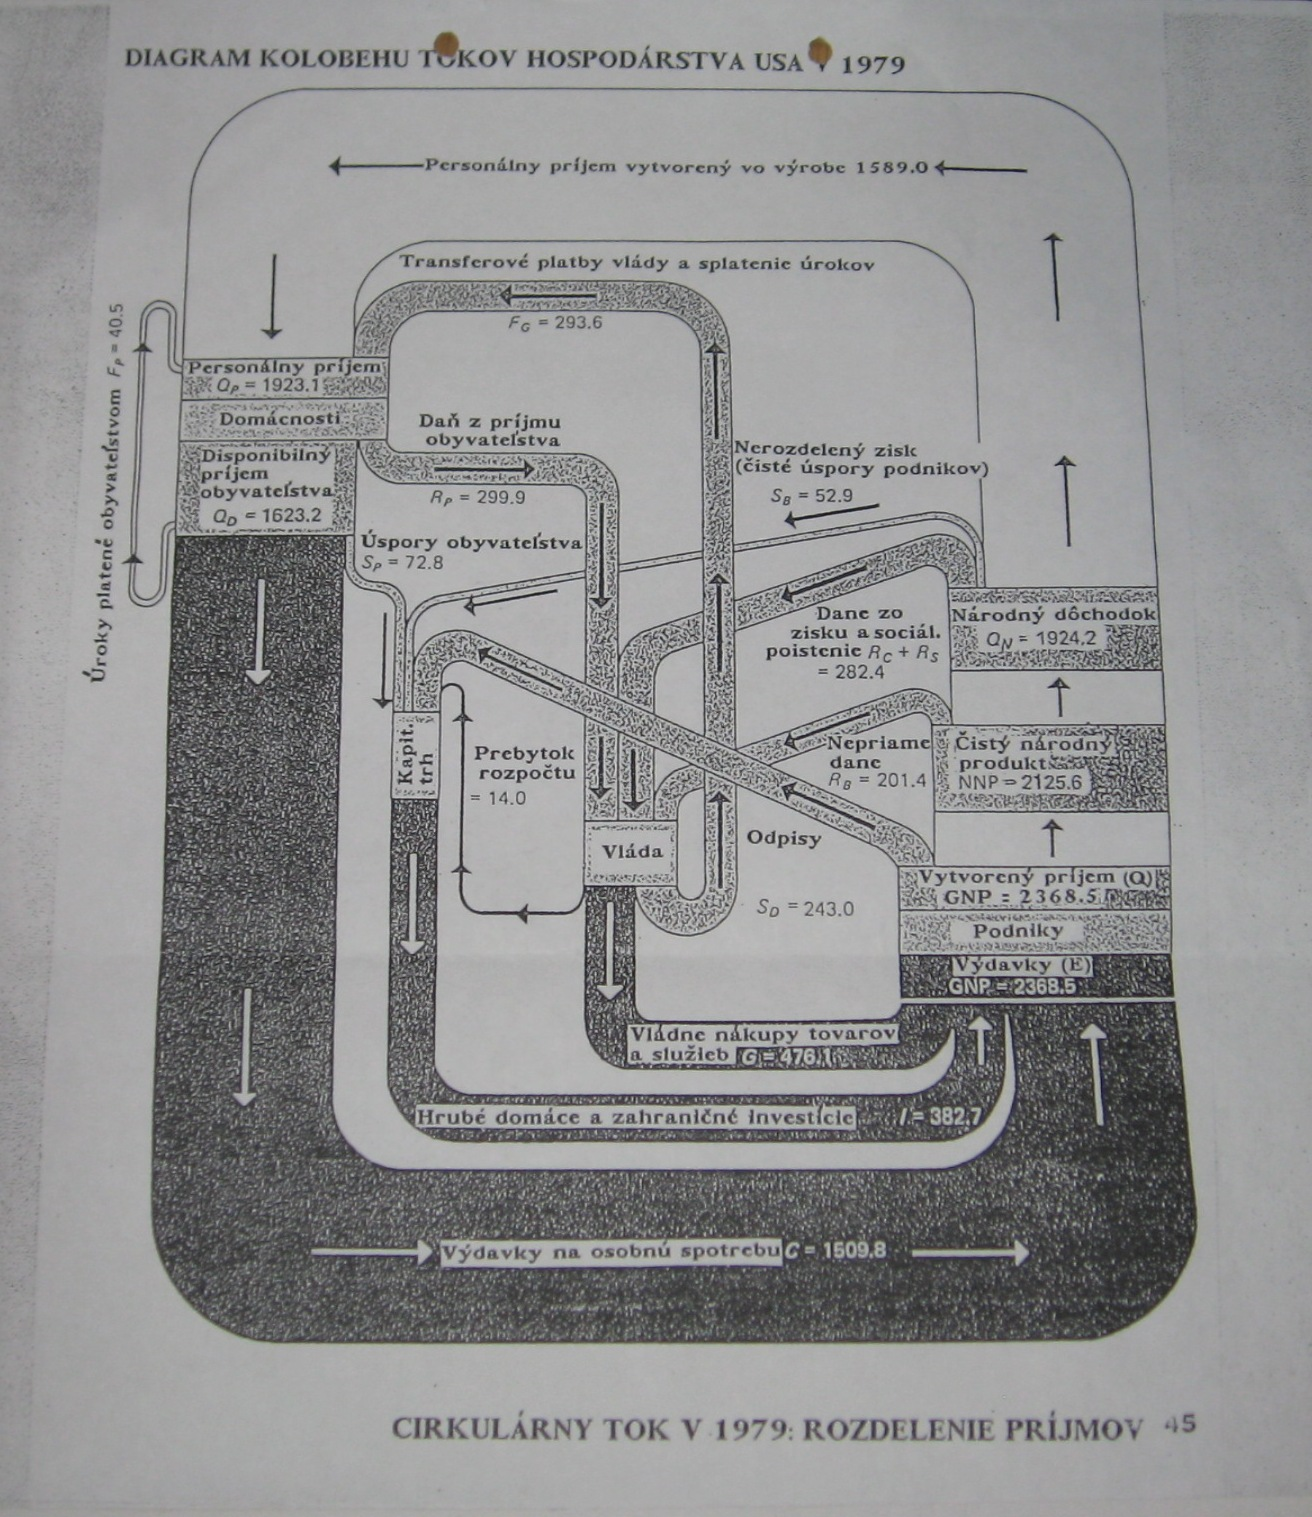 DIAGRAM KOLOBEHU TOKOV HOSPODÁRSTVA USA V 1979
Personálny príjem vytvorený vo výrobe 1589.0
Transferové platby vlády a splatenie úrokov
F_G = 293.6
Úroky platené obyvateľstvom F_P = 40.5
Personálny príjem
Q_P = 1923.1
Domácnosti
Disponibilný
príjem
obyvateľstva
Q_D = 1623.2
Daň z príjmu
obyvateľstva
R_P = 299.9
Nerozdelený zisk
(čisté úspory podnikov)
S_B = 52.9
Úspory obyvateľstva
S_P = 72.8
Dane zo
zisku a sociál.
poistenie R_C + R_S
= 282.4
Národný dôchodok
Q_N = 1924.2
Kapit.
trh
Prebytok
rozpočtu
= 14.0
Nepriame
dane
R_B = 201.4
Čistý národný
produkt
NNP = 2125.6
Vláda
Odpisy
S_D = 243.0
Vytvorený príjem (Q)
GNP = 2368.5
Podniky
Výdavky (E)
GNP = 2368.5
Vládne nákupy tovarov
a služieb G = 476.1
Hrubé domáce a zahraničné investície I = 382.7
Výdavky na osobnú spotrebu C = 1509.8
CIRKULÁRNY TOK V 1979: ROZDELENIE PRÍJMOV 45